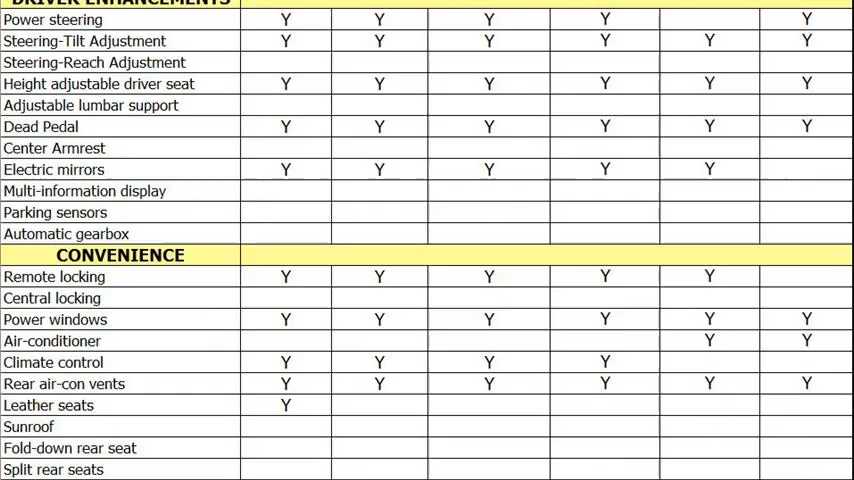 DRIVER ENHANCEMENTS
Power steering Y Y Y Y Y
Steering-Tilt Adjustment Y Y Y Y Y Y
Steering-Reach Adjustment
Height adjustable driver seat Y Y Y Y Y Y
Adjustable lumbar support
Dead Pedal Y Y Y Y Y Y
Center Armrest
Electric mirrors Y Y Y Y Y
Multi-information display
Parking sensors
Automatic gearbox
CONVENIENCE
Remote locking Y Y Y Y Y
Central locking
Power windows Y Y Y Y Y Y
Air-conditioner Y Y
Climate control Y Y Y Y
Rear air-con vents Y Y Y Y Y Y
Leather seats Y
Sunroof
Fold-down rear seat
Split rear seats